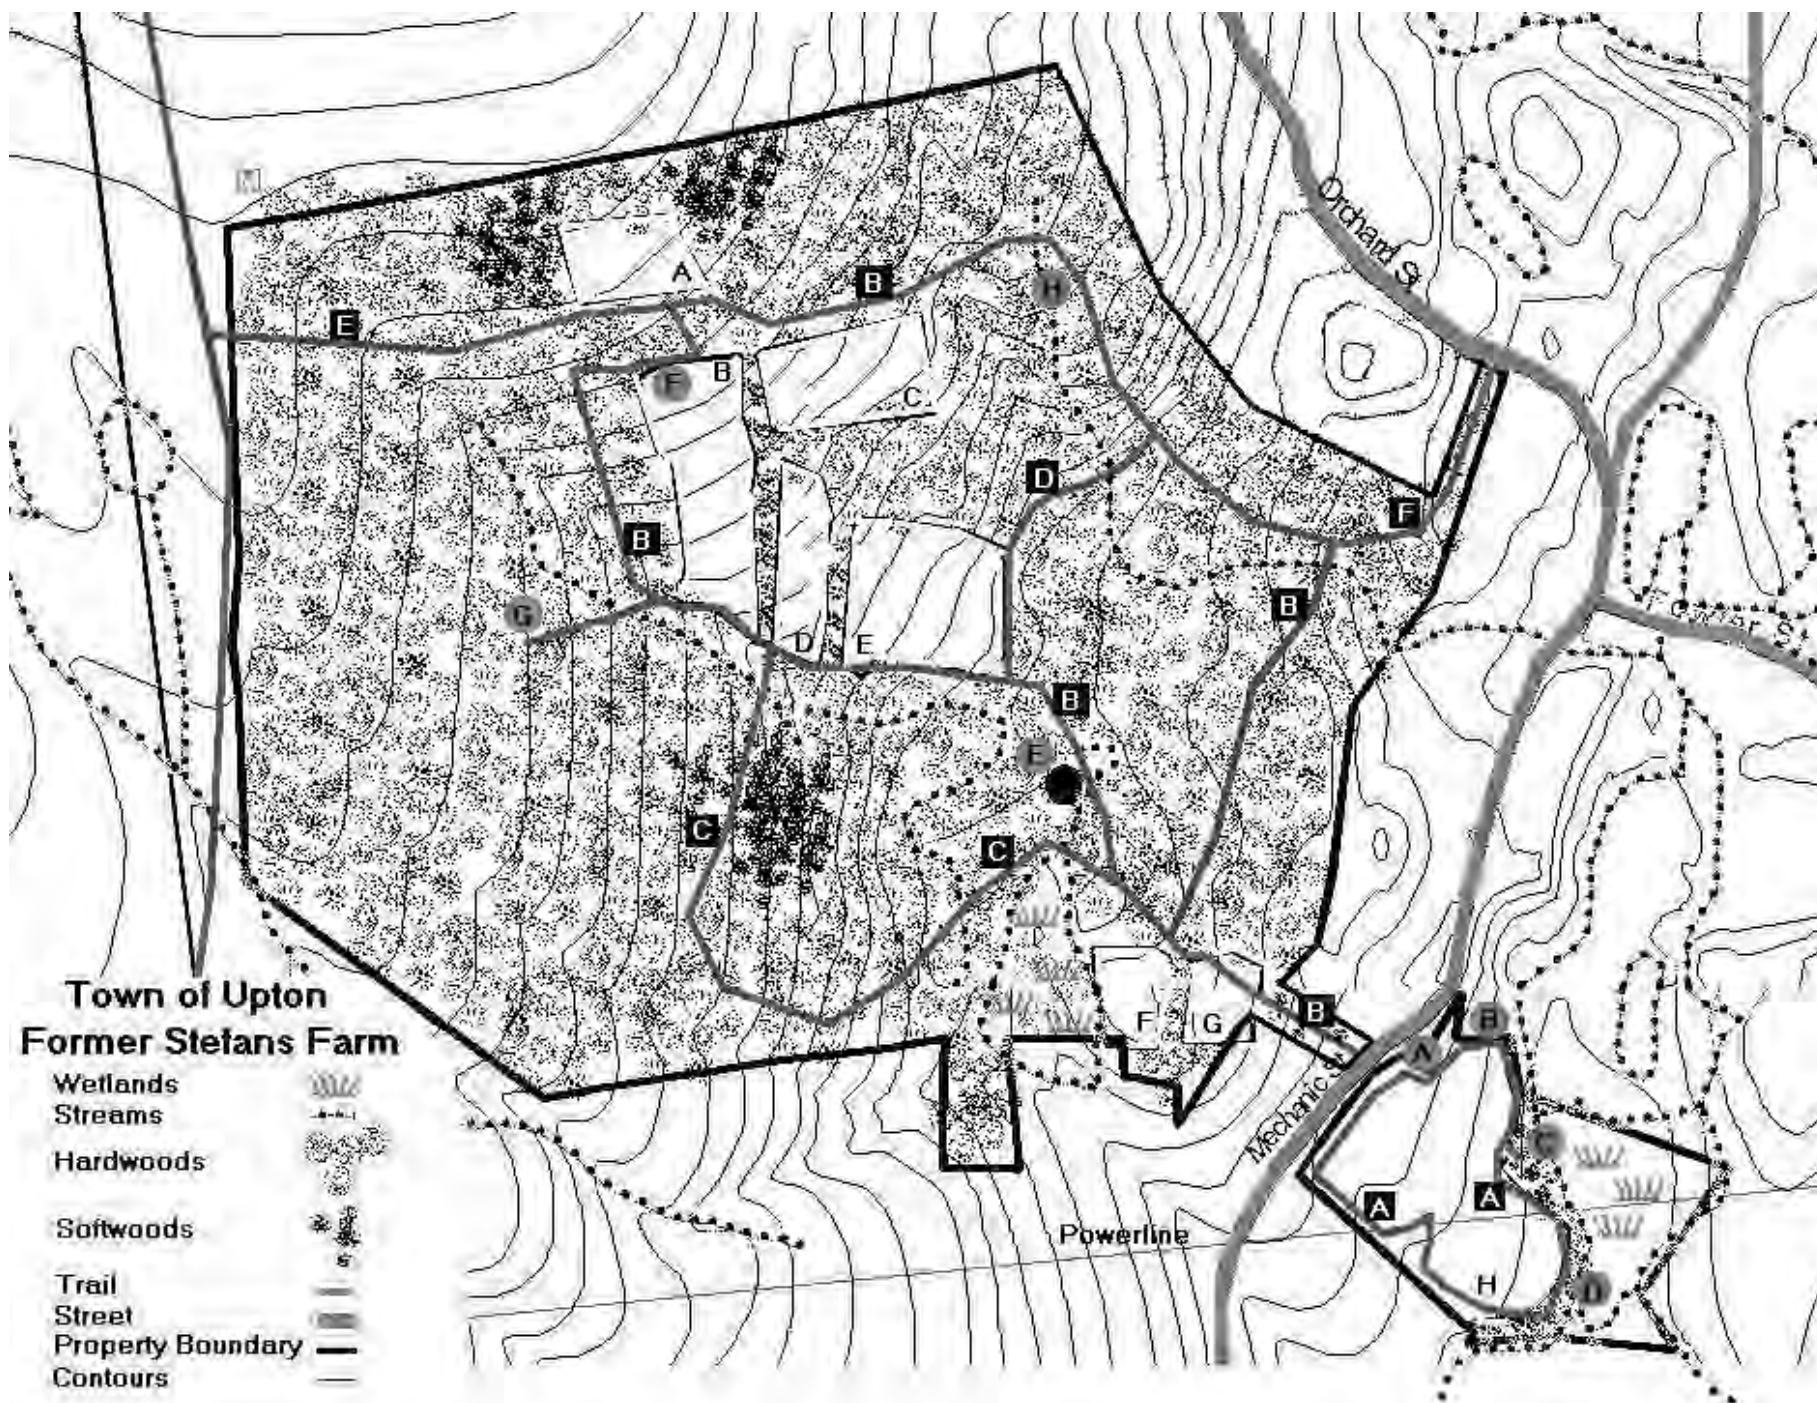 Orchard St.
A
B
H
E
B
F
C
D
F
B
B
G
D
E
B
E
C
C
B
F
G
B
A
Mechanic St
C
A
A
Powerline
H
D
Town of Upton
Former Stefans Farm
Wetlands
Streams
Hardwoods
Softwoods
Trail
Street
Property Boundary
Contours